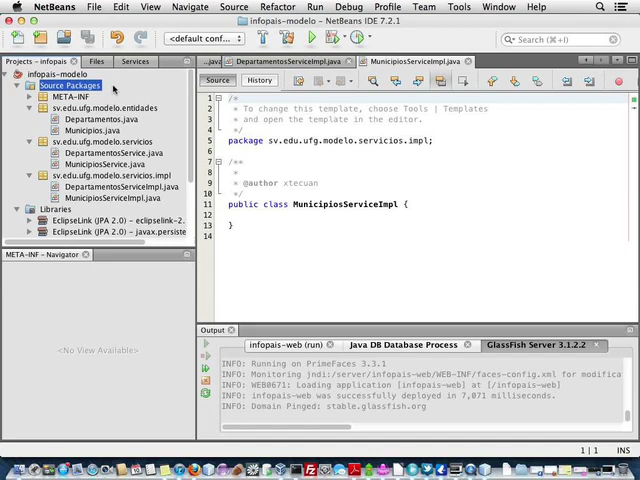 NetBeans File Edit View Navigate Source Refactor Run Debug Profile Team Tools Window Help
infopais-modelo - NetBeans IDE 7.2.1
<default conf...
Search (⌘+I)
Projects - infopais
Files
Services
...java
DepartamentosServiceImpl.java
MunicipiosServiceImpl.java
infopais-modelo
Source Packages
META-INF
sv.edu.ufg.modelo.entidades
Departamentos.java
Municipios.java
sv.edu.ufg.modelo.servicios
DepartamentosService.java
MunicipiosService.java
sv.edu.ufg.modelo.servicios.impl
DepartamentosServiceImpl.java
MunicipiosServiceImpl.java
Libraries
EclipseLink (JPA 2.0) - eclipselink-2.
EclipseLink (JPA 2.0) - javax.persiste
META-INF - Navigator
<No View Available>
Source
History
1 /*
2 * To change this template, choose Tools | Templates
3 * and open the template in the editor.
4 */
5 package sv.edu.ufg.modelo.servicios.impl;
6
7 /**
8 *
9 * @author xtecuan
10 */
11 public class MunicipiosServiceImpl {
12
13 }
14
Output
infopais-web (run)
Java DB Database Process
GlassFish Server 3.1.2.2
INFO: Running on PrimeFaces 3.3.1
INFO: Monitoring jndi:/server/infopais-web/WEB-INF/faces-config.xml for modificat
INFO: WEB0671: Loading application [infopais-web] at [/infopais-web]
INFO: infopais-web was successfully deployed in 7,071 milliseconds.
INFO: Domain Pinged: stable.glassfish.org
1 | 1
INS